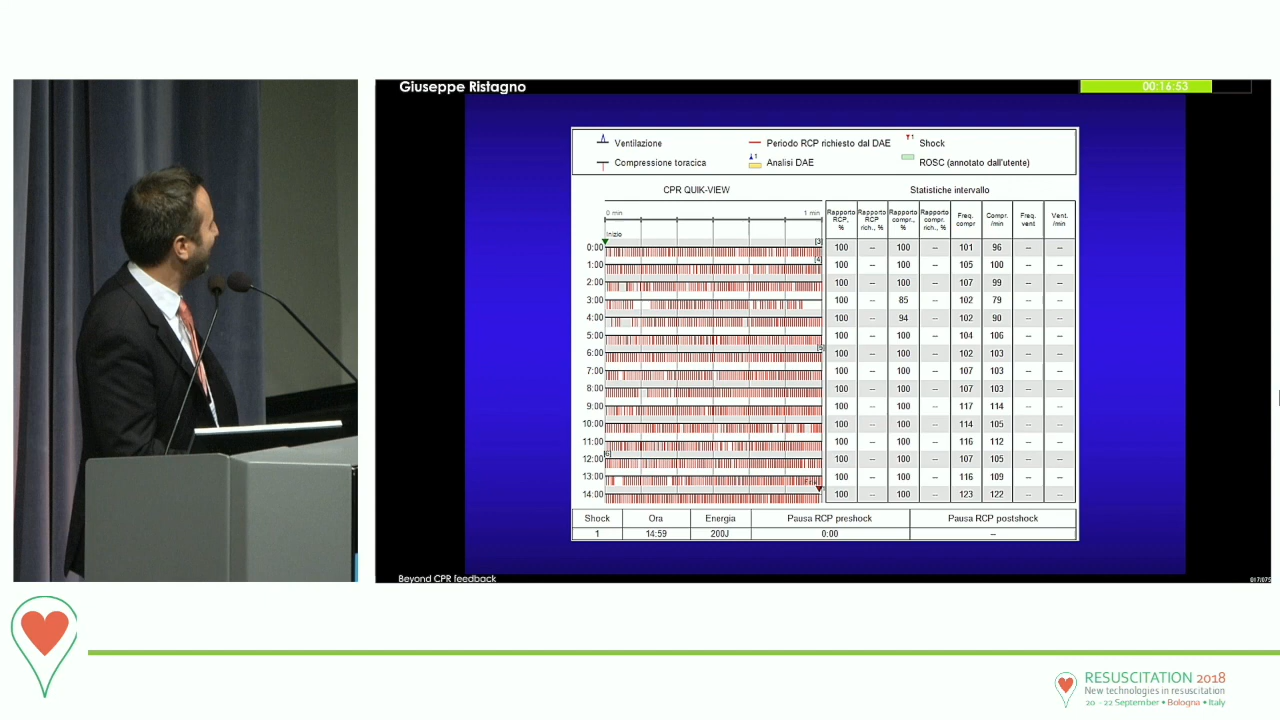 Giuseppe Ristagno
00:16:53
Ventilazione
Periodo RCP richiesto dal DAE
Shock
Compressione toracica
Analisi DAE
ROSC (annotato dall'utente)
CPR QUIK-VIEW
Statistiche intervallo
0 min 1 min
Inizio
Rapporto RCP, % Rapporto RCP rich., % Rapporto compr., % Rapporto compr. rich., % Freq. compr Compr. /min Freq. vent Vent. /min
[3]
0:00 100 -- 100 -- 101 96 -- --
[4]
1:00 100 -- 100 -- 105 100 -- --
2:00 100 -- 100 -- 107 99 -- --
3:00 100 -- 85 -- 102 79 -- --
4:00 100 -- 94 -- 102 90 -- --
5:00 100 -- 100 -- 104 106 -- --
6:00 100 -- 100 -- 102 103 -- --
7:00 100 -- 100 -- 107 103 -- --
8:00 100 -- 100 -- 107 103 -- --
9:00 100 -- 100 -- 117 114 -- --
10:00 100 -- 100 -- 114 105 -- --
11:00 100 -- 100 -- 116 112 -- --
[6]
12:00 100 -- 100 -- 107 105 -- --
13:00 100 -- 100 -- 116 109 -- --
14:00 100 -- 100 -- 123 122 -- --
Shock Ora Energia Pausa RCP preshock Pausa RCP postshock
1 14:59 200J 0:00 --
Beyond CPR feedback
017/075
RESUSCITATION 2018
New technologies in resuscitation
20 - 22 September • Bologna • Italy